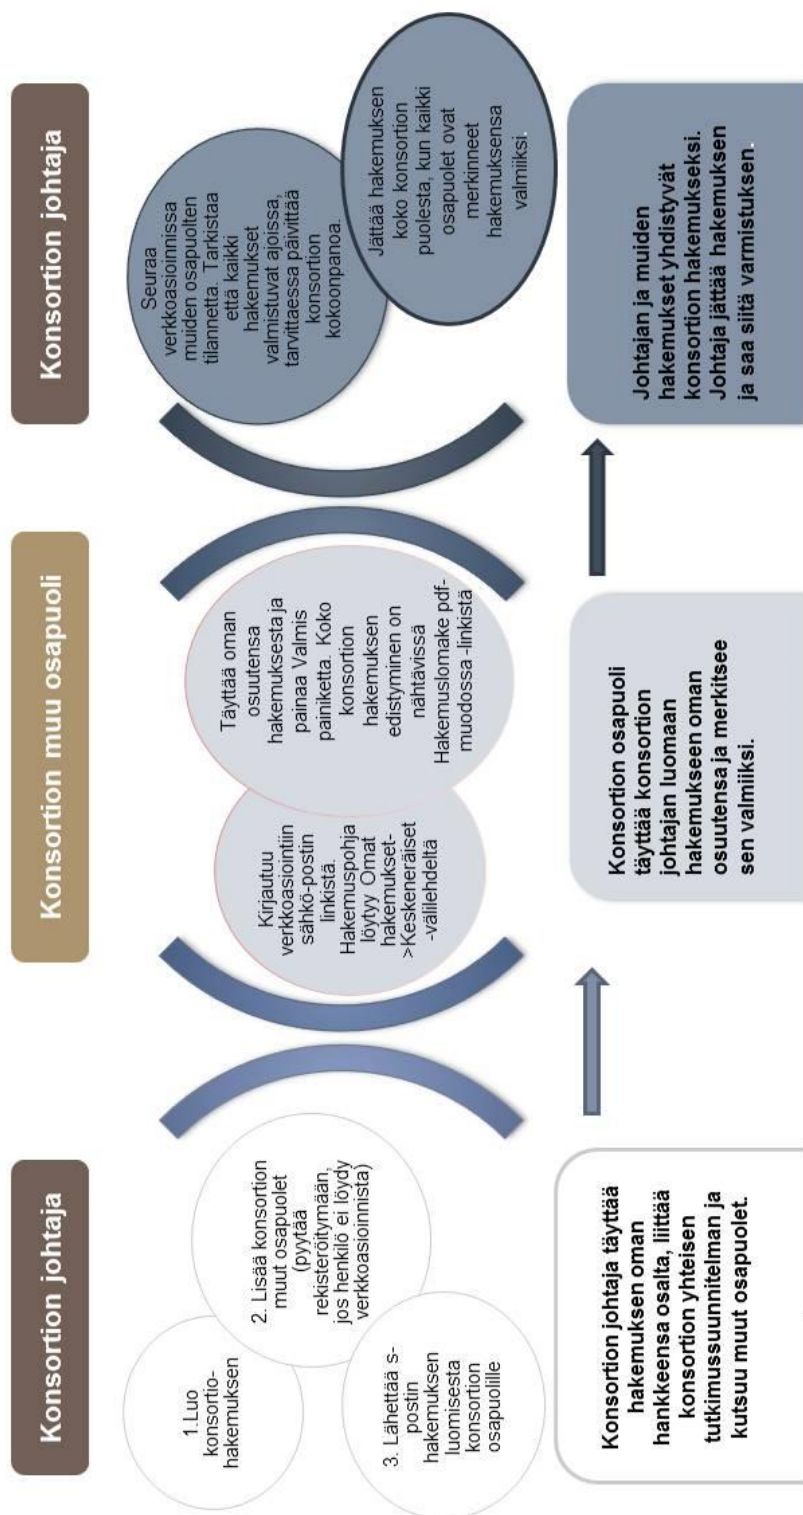 Konsortion johtaja
1.Luo
konsortio-
hakemuksen
2. Lisää konsortion
muut osapuolet
(pyytää
rekisteröitymään,
jos henkilö ei löydy
verkkoasioinnista)
3. Lähettää s-
postin
hakemuksen
luomisesta
konsortion
osapuolille
Konsortion johtaja täyttää
hakemuksen oman
hankkeensa osalta, liittää
konsortion yhteisen
tutkimussuunnitelman ja
kutsuu muut osapuolet.
Konsortion muu osapuoli
Kirjautuu
verkkoasiointiin
sähkö-postin
linkistä.
Hakemuspohja
löytyy Omat
hakemukset-
>Keskeneräiset
-välilehdeltä
Täyttää oman
osuutensa
hakemuksesta ja
painaa Valmis
painiketta. Koko
konsortion
hakemuksen
edistyminen on
nähtävissä
Hakemuslomake pdf-
muodossa -linkistä
Konsortion osapuoli
täyttää konsortion
johtajan luomaan
hakemukseen oman
osuutensa ja merkitsee
sen valmiiksi.
Konsortion johtaja
Seuraa
verkkoasioinnissa
muiden osapuolten
tilannetta. Tarkistaa
että kaikki
hakemukset
valmistuvat ajoissa,
tarvittaessa päivittää
konsortion
kokoonpanoa.
Jättää hakemuksen
koko konsortion
puolesta, kun kaikki
osapuolet ovat
merkinneet
hakemuksensa
valmiiksi.
Johtajan ja muiden
hakemukset yhdistyvät
konsortion hakemukseksi.
Johtaja jättää hakemuksen
ja saa siitä varmistuksen.